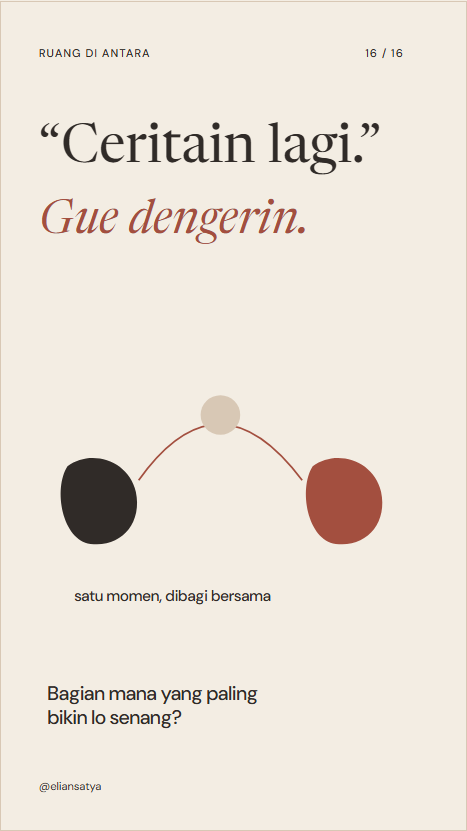 RUANG DI ANTARA
16 / 16
“Ceritain lagi.”
Gue dengerin.
satu momen, dibagi bersama
Bagian mana yang paling
bikin lo senang?
@eliansatya